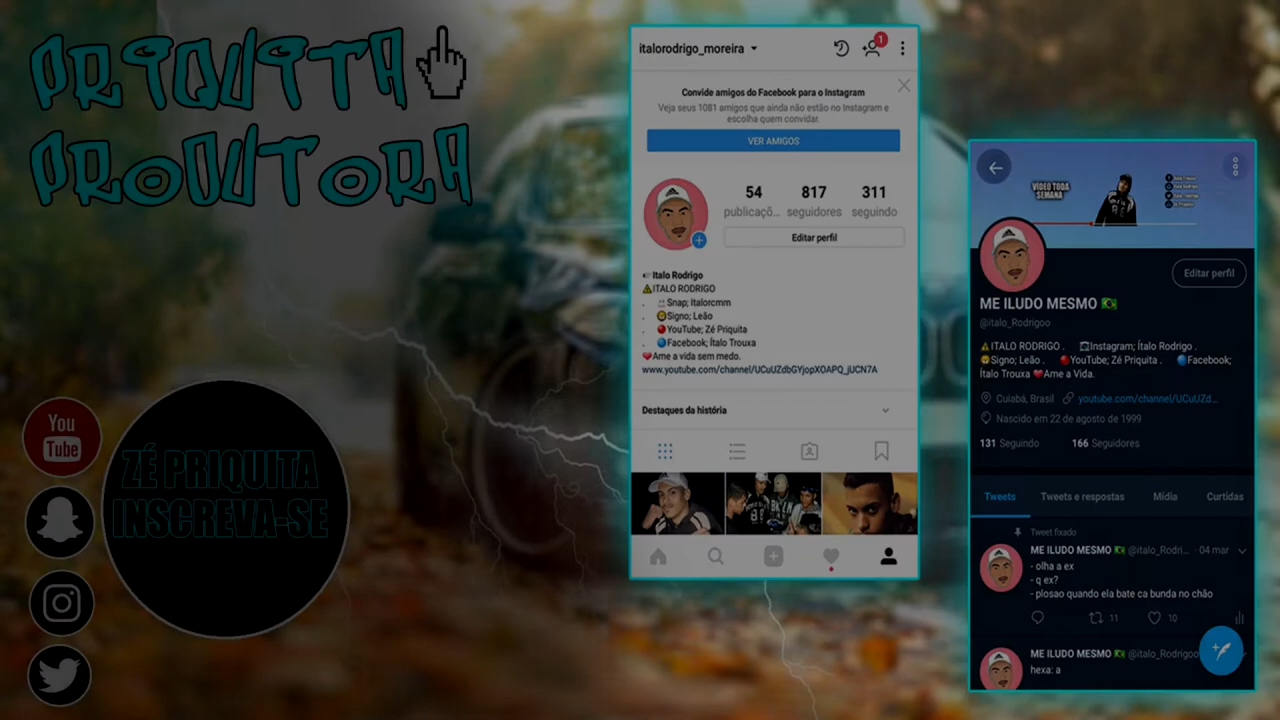 PRIQUITA
PRODUTORA
You
Tube
ZÉ PRIQUITA
INSCREVA-SE
italorodrigo_moreira
1
Convide amigos do Facebook para o Instagram
Veja seus 1081 amigos que ainda não estão no Instagram e
escolha quem convidar.
VER AMIGOS
54 817 311
publicaçõ... seguidores seguindo
Editar perfil
Italo Rodrigo
⚠ITALO RODRIGO
. Snap; Italorcmm
. Signo; Leão
. YouTube; Zé Priquita
. Facebook; Ítalo Trouxa
❤Ame a vida sem medo.
www.youtube.com/channel/UCuUZdbGYjopXOAPQ_jUCN7A
Destaques da história
VÍDEO TODA
SEMANA
Editar perfil
ME ILUDO MESMO 🇧🇷
@italo_Rodrigoo
⚠ITALO RODRIGO . Instagram; Ítalo Rodrigo .
Signo; Leão . YouTube; Zé Priquita . Facebook;
Ítalo Trouxa ❤Ame a Vida.
Cuiabá, Brasil youtube.com/channel/UCuUZd...
Nascido em 22 de agosto de 1999
131 Seguindo 166 Seguidores
Tweets Tweets e respostas Mídia Curtidas
Tweet fixado
ME ILUDO MESMO 🇧🇷 @italo_Rodri... · 04 mar
- olha a ex
- q ex?
- plosao quando ela bate ca bunda no chão
11 10
ME ILUDO MESMO 🇧🇷 @italo_Rodrigoo
hexa: a